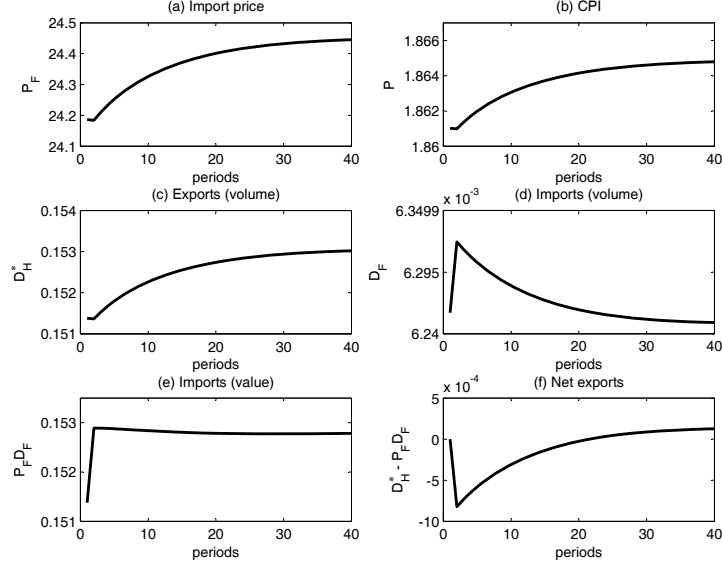 (a) Import price
24.5
24.4
24.3
24.2
24.1
P_F
0 10 20 30 40
periods
(b) CPI
1.866
1.864
1.862
1.86
P
0 10 20 30 40
periods
(c) Exports (volume)
0.154
0.153
0.152
0.151
D_H^*
0 10 20 30 40
periods
(d) Imports (volume)
x 10^-3
6.3499
6.295
6.24
D_F
0 10 20 30 40
periods
(e) Imports (value)
0.153
0.152
0.151
P_F D_F
0 10 20 30 40
periods
(f) Net exports
x 10^-4
5
0
-5
-10
D_H^* - P_F D_F
0 10 20 30 40
periods